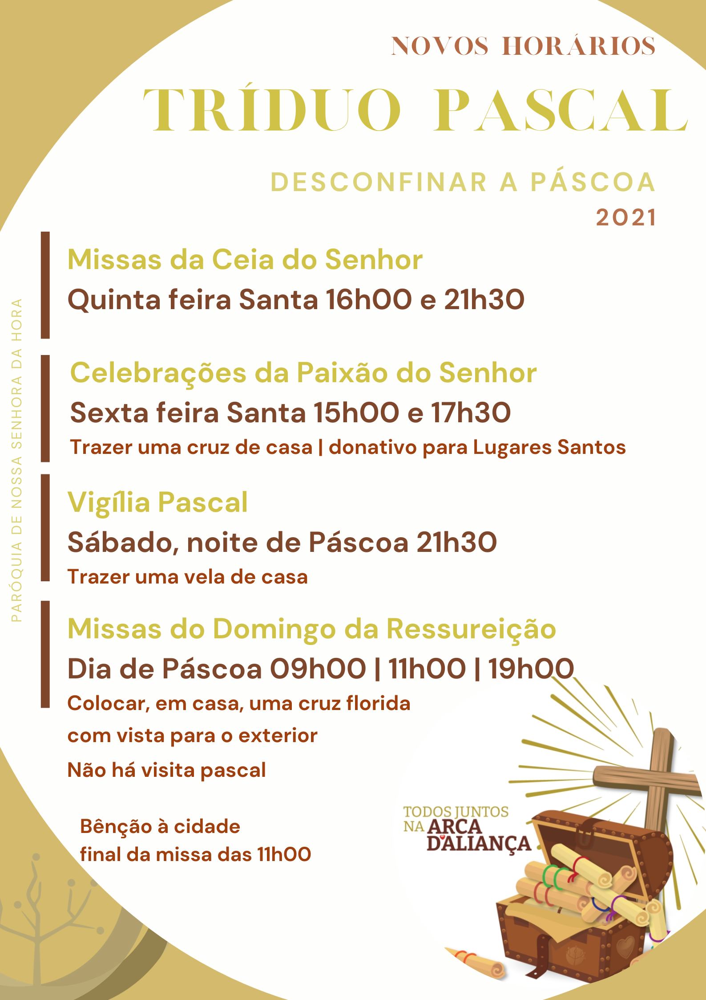 NOVOS HORÁRIOS
TRÍDUO PASCAL
DESCONFINAR A PÁSCOA
2021
Missas da Ceia do Senhor
Quinta feira Santa 16h00 e 21h30
Celebrações da Paixão do Senhor
Sexta feira Santa 15h00 e 17h30
Trazer uma cruz de casa | donativo para Lugares Santos
Vigília Pascal
Sábado, noite de Páscoa 21h30
Trazer uma vela de casa
Missas do Domingo da Ressureição
Dia de Páscoa 09h00 | 11h00 | 19h00
Colocar, em casa, uma cruz florida
com vista para o exterior
Não há visita pascal
Bênção à cidade
final da missa das 11h00
PARÓQUIA DE NOSSA SENHORA DA HORA
TODOS JUNTOS
NA ARCA
D'ALIANÇA